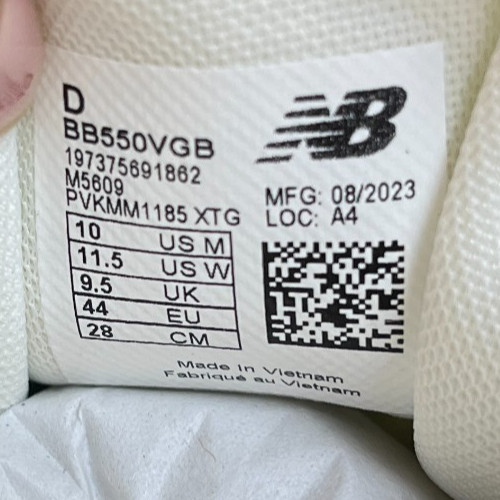 D
BB550VGB
197375691862
M5609
PVKMM1185 XTG
10 US M
11.5 US W
9.5 UK
44 EU
28 CM
NB
MFG: 08/2023
LOC: A4
Made In Vietnam
Fabriqué au Vietnam